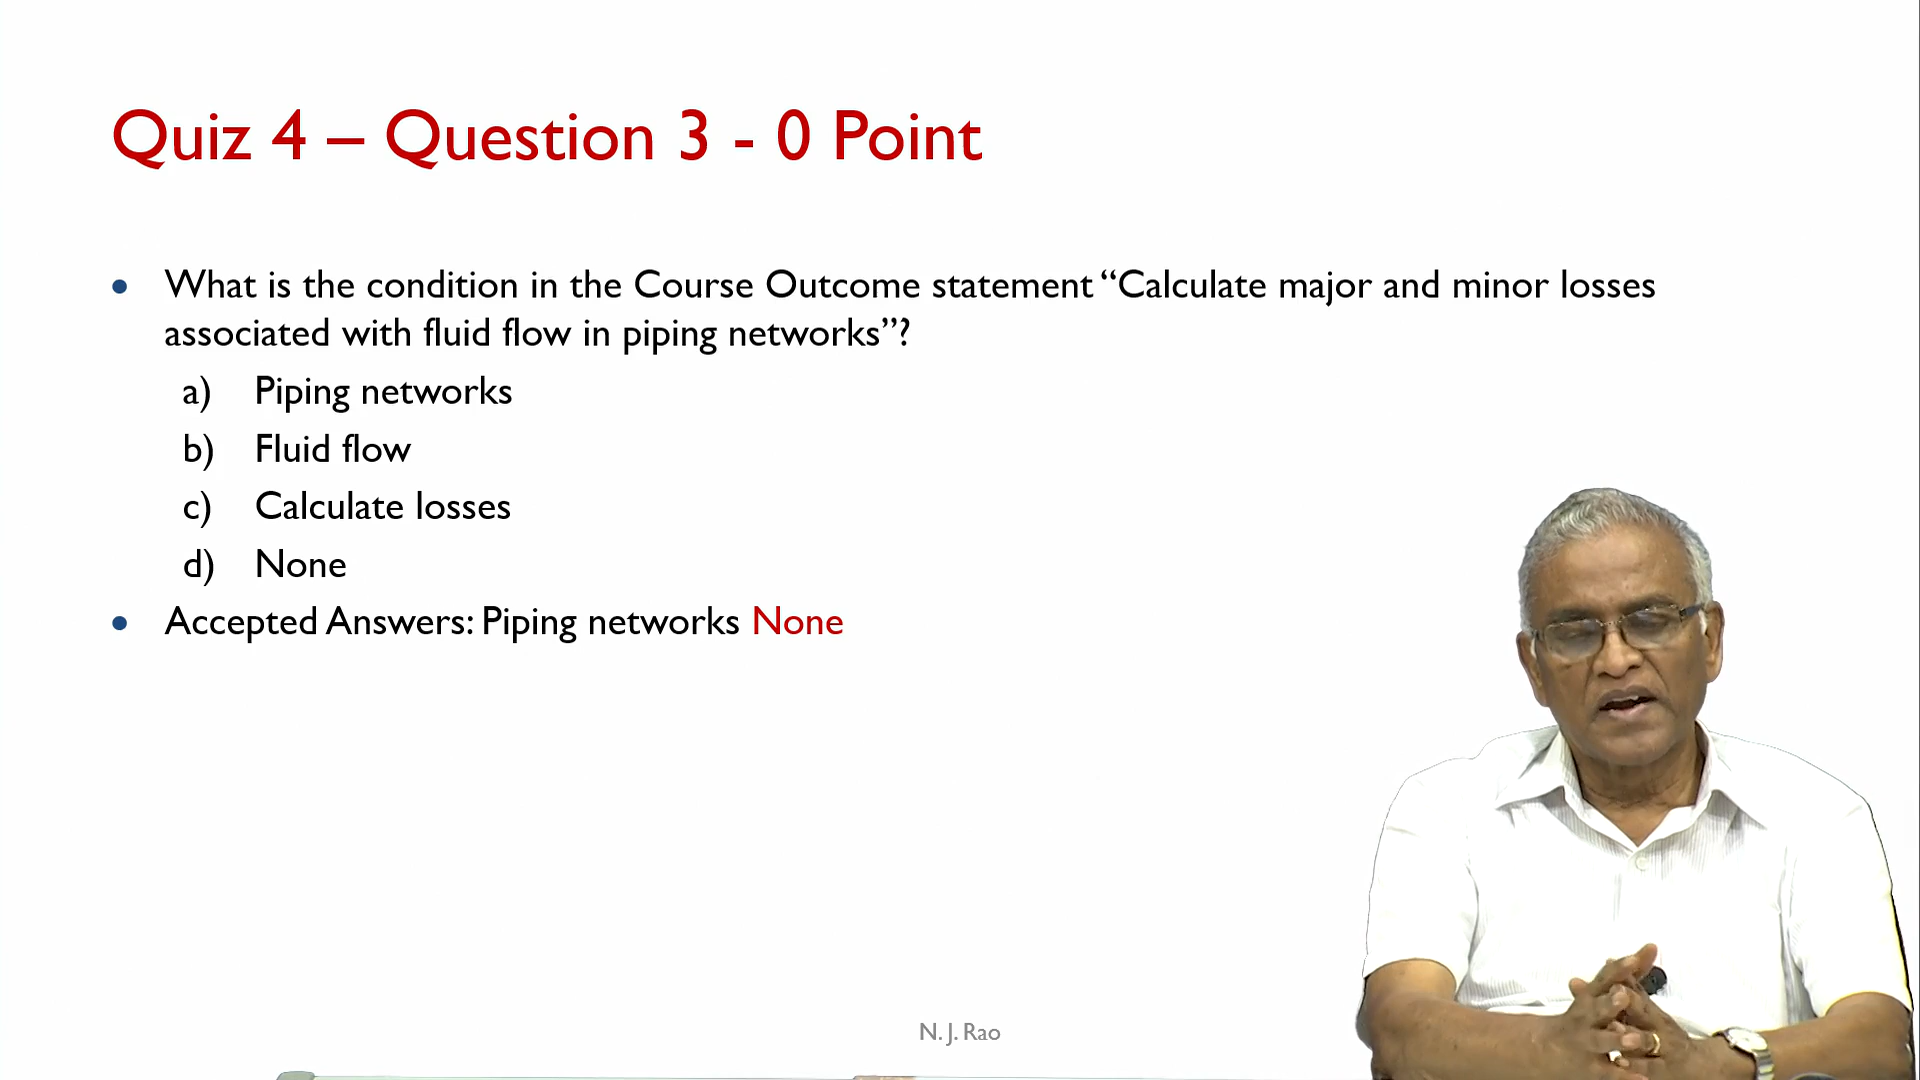 Quiz 4 – Question 3 - 0 Point
• What is the condition in the Course Outcome statement “Calculate major and minor losses
associated with fluid flow in piping networks”?
a) Piping networks
b) Fluid flow
c) Calculate losses
d) None
• Accepted Answers: Piping networks None
N. J. Rao